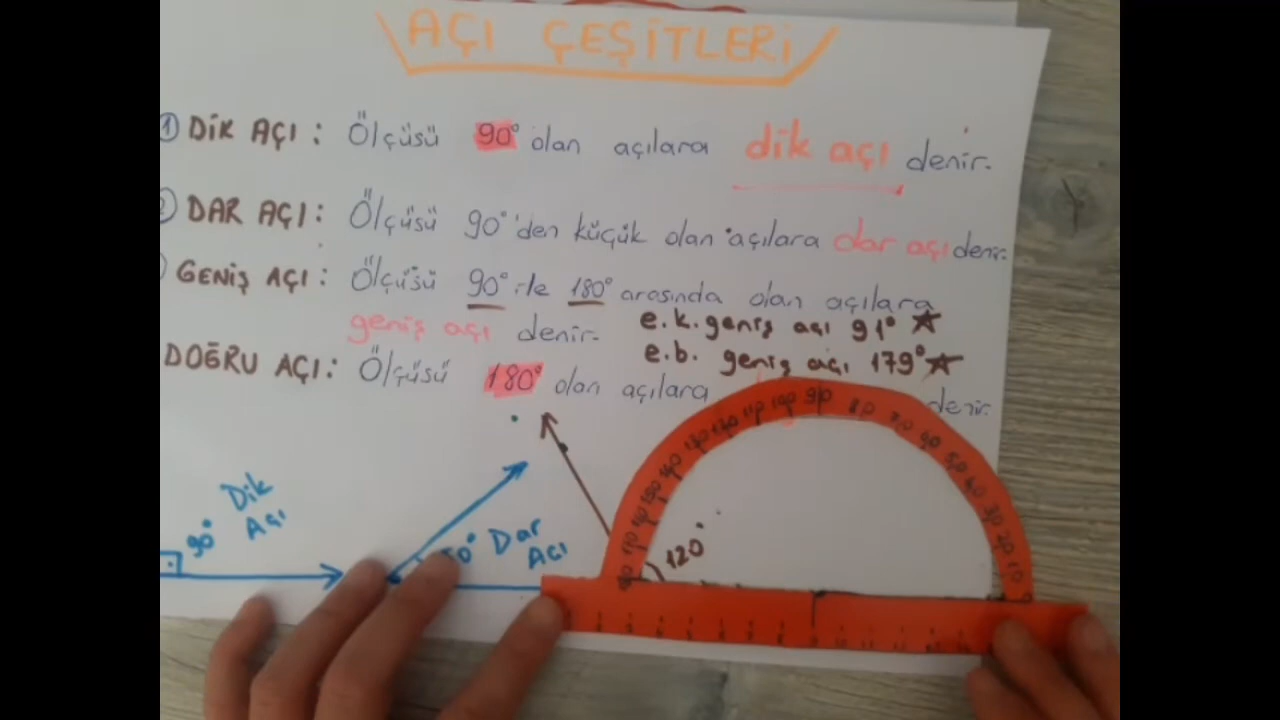 AÇI ÇEŞİTLERİ
1) DİK AÇI: Ölçüsü 90° olan açılara dik açı denir.
2) DAR AÇI: Ölçüsü 90°'den küçük olan açılara dar açı denir.
GENİŞ AÇI: Ölçüsü 90° ile 180° arasında olan açılara
geniş açı denir. e.k. geniş açı 91° ★
e.b. geniş açı 179° ★
DOĞRU AÇI: Ölçüsü 180° olan açılara denir.
90° Dik
Açı
0° Dar
Açı
120°